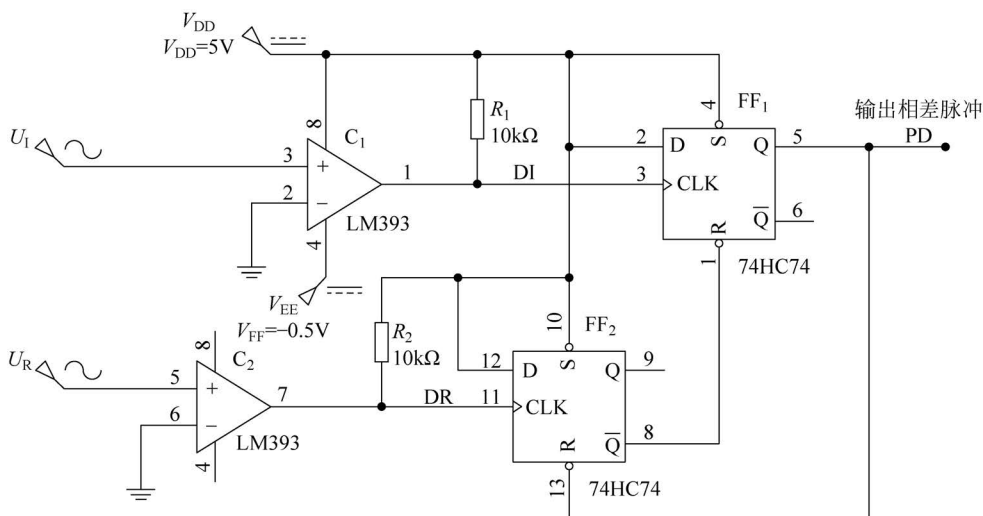 V_DD
V_DD=5V
4
FF₁
输出相差脉冲
8
C₁
R₁
10kΩ
2
D
S
Q
5
PD
U_I
3
+
1
DI
3
CLK
2
−
LM393
Q̄
6
4
R
1
74HC74
V_EE
V_FF=−0.5V
10
FF₂
R₂
10kΩ
8
C₂
U_R
12
D
S
Q
9
5
+
7
DR
11
CLK
6
−
LM393
R
Q̄
8
4
13
74HC74